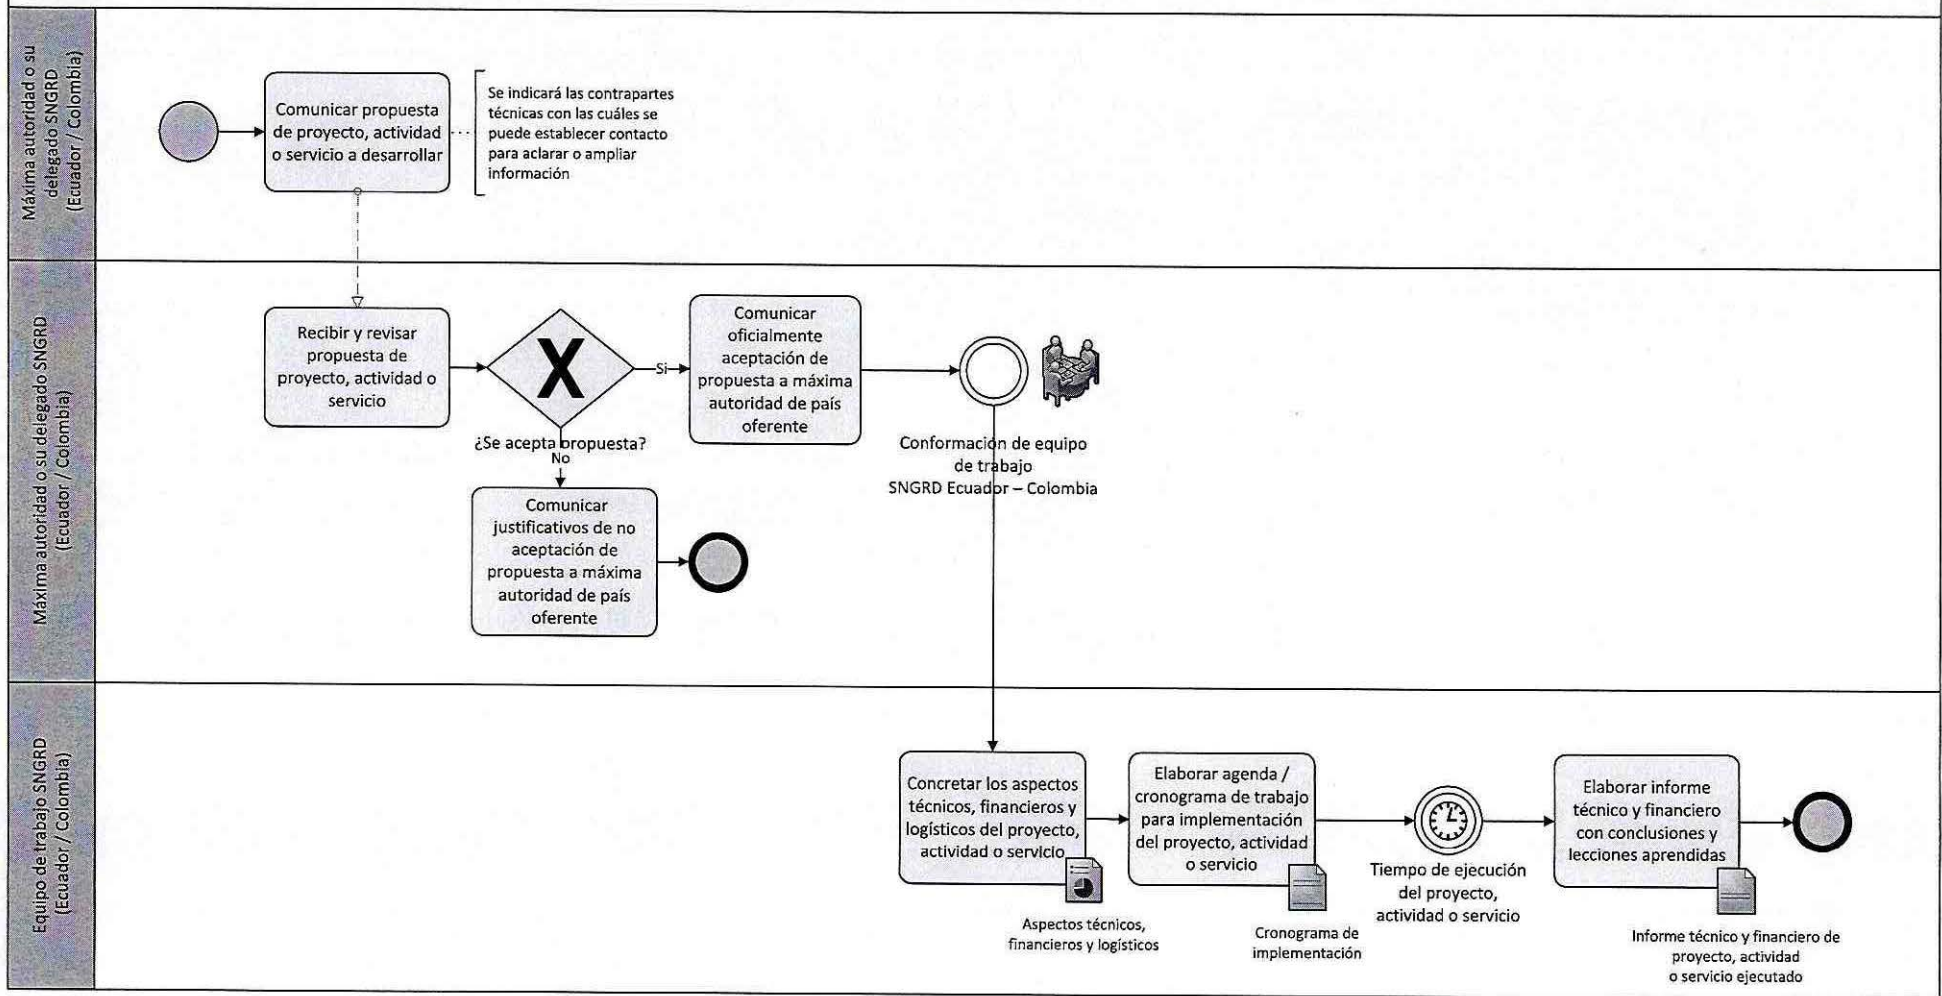 Máxima autoridad o su
delegado SNGRD
(Ecuador / Colombia)
Comunicar propuesta
de proyecto, actividad
o servicio a desarrollar
Se indicará las contrapartes
técnicas con las cuáles se
puede establecer contacto
para aclarar o ampliar
información
Máxima autoridad o su delegado SNGRD
(Ecuador / Colombia)
Recibir y revisar
propuesta de
proyecto, actividad o
servicio
X
¿Se acepta propuesta?
Si
No
Comunicar
oficialmente
aceptación de
propuesta a máxima
autoridad de país
oferente
Conformación de equipo
de trabajo
SNGRD Ecuador – Colombia
Comunicar
justificativos de no
aceptación de
propuesta a máxima
autoridad de país
oferente
Equipo de trabajo SNGRD
(Ecuador / Colombia)
Concretar los aspectos
técnicos, financieros y
logísticos del proyecto,
actividad o servicio
Aspectos técnicos,
financieros y logísticos
Elaborar agenda /
cronograma de trabajo
para implementación
del proyecto, actividad
o servicio
Cronograma de
implementación
Tiempo de ejecución
del proyecto,
actividad o servicio
Elaborar informe
técnico y financiero
con conclusiones y
lecciones aprendidas
Informe técnico y financiero de
proyecto, actividad
o servicio ejecutado